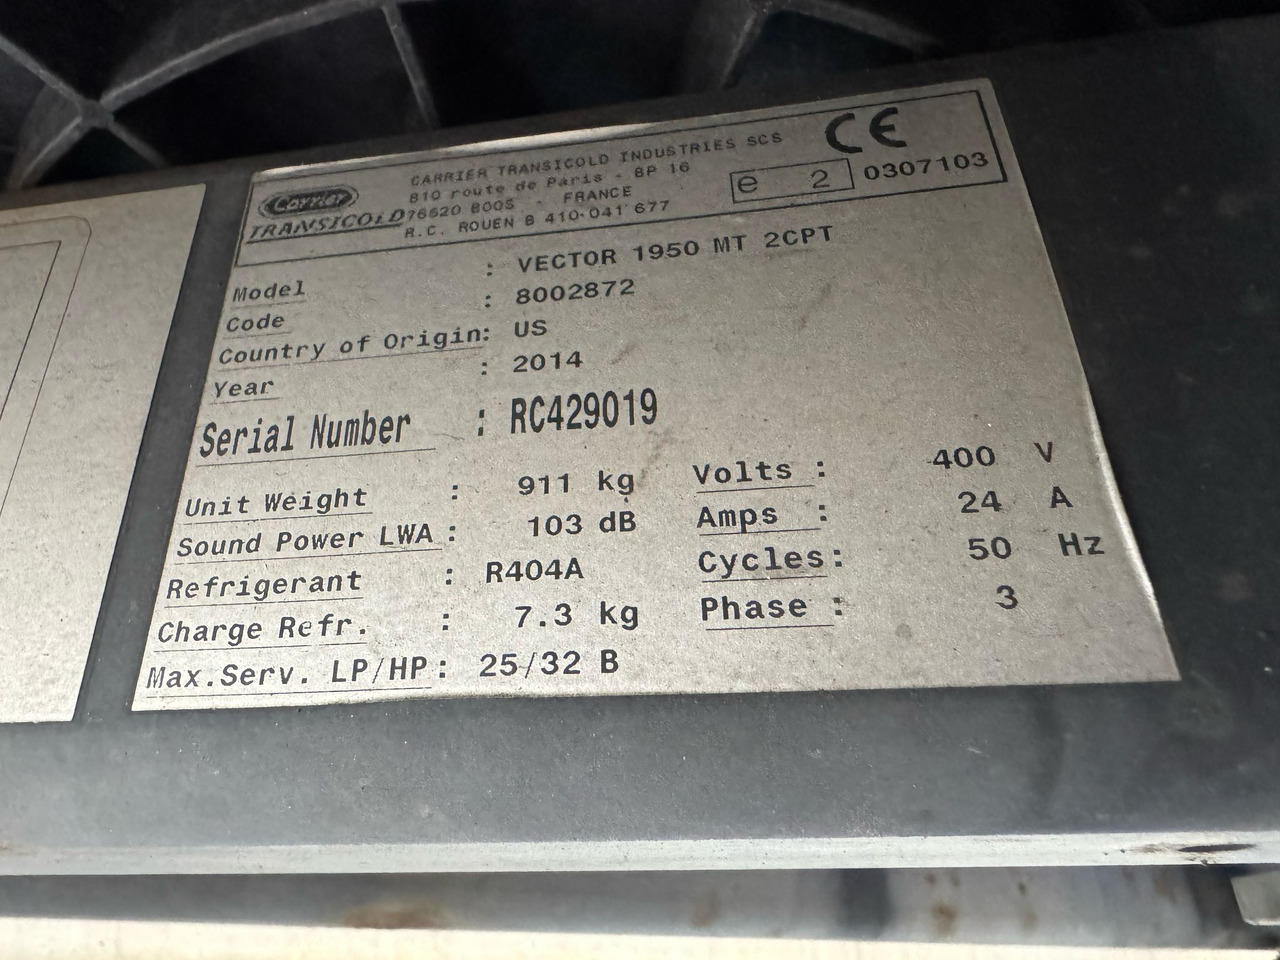 Carrier
TRANSICOLD
CARRIER TRANSICOLD INDUSTRIES SCS
810 route de Paris - BP 16
76520 BOOS - FRANCE
R.C. ROUEN B 410-041 677
CE
e 2 0307103
Model : VECTOR 1950 MT 2CPT
Code : 8002872
Country of Origin: US
Year : 2014
Serial Number : RC429019
Unit Weight : 911 kg Volts : 400 V
Sound Power LWA : 103 dB Amps : 24 A
Refrigerant : R404A Cycles: 50 Hz
Charge Refr. : 7.3 kg Phase : 3
Max.Serv. LP/HP: 25/32 B